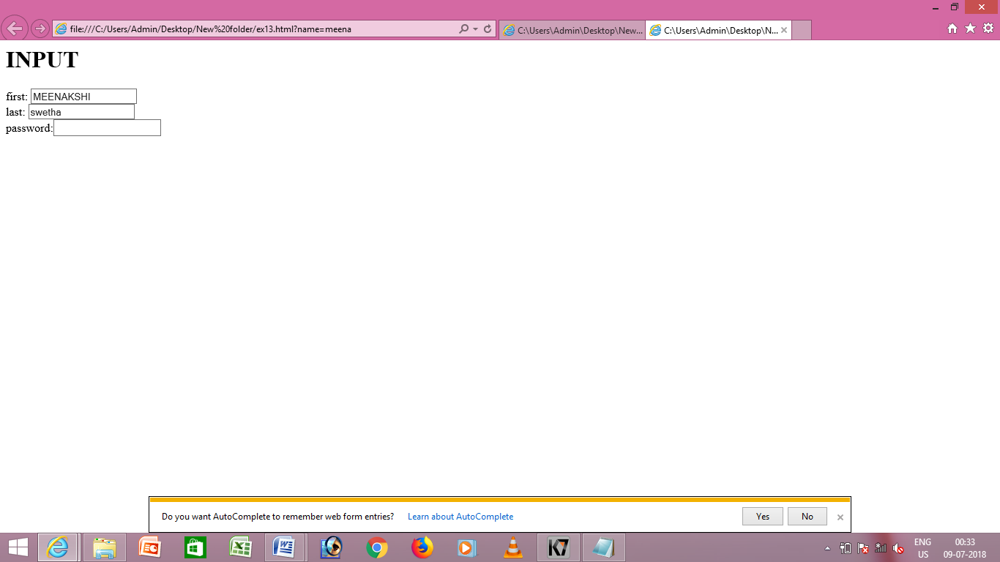 file:///C:/Users/Admin/Desktop/New%20folder/ex13.html?name=meena
C:\Users\Admin\Desktop\New...
C:\Users\Admin\Desktop\N...
INPUT
first: MEENAKSHI
last: swetha
password:
Do you want AutoComplete to remember web form entries? Learn about AutoComplete Yes No
K7
ENG 00:33
US 09-07-2018